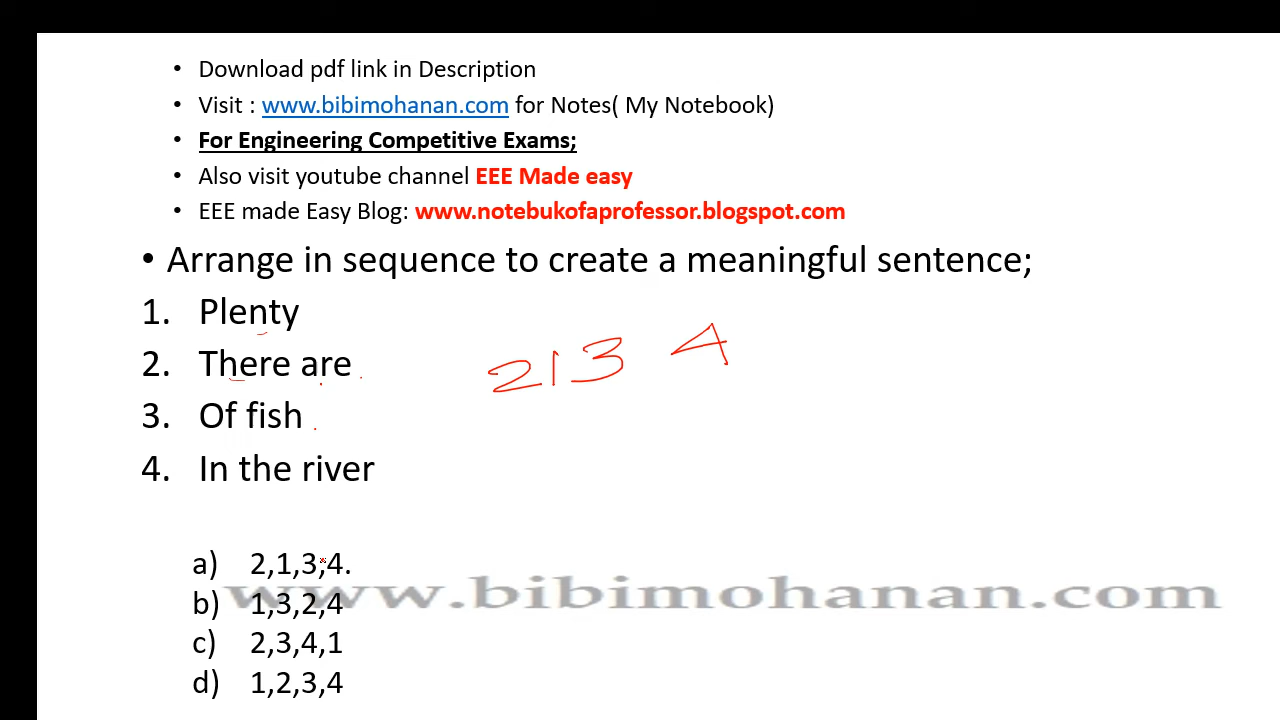 • Download pdf link in Description
• Visit : www.bibimohanan.com for Notes( My Notebook)
• For Engineering Competitive Exams;
• Also visit youtube channel EEE Made easy
• EEE made Easy Blog: www.notebukofaprofessor.blogspot.com
• Arrange in sequence to create a meaningful sentence;
1. Plenty
2. There are
213 4
3. Of fish
4. In the river
a) 2,1,3,4.
www.bibimohanan.com
b) 1,3,2,4
c) 2,3,4,1
d) 1,2,3,4